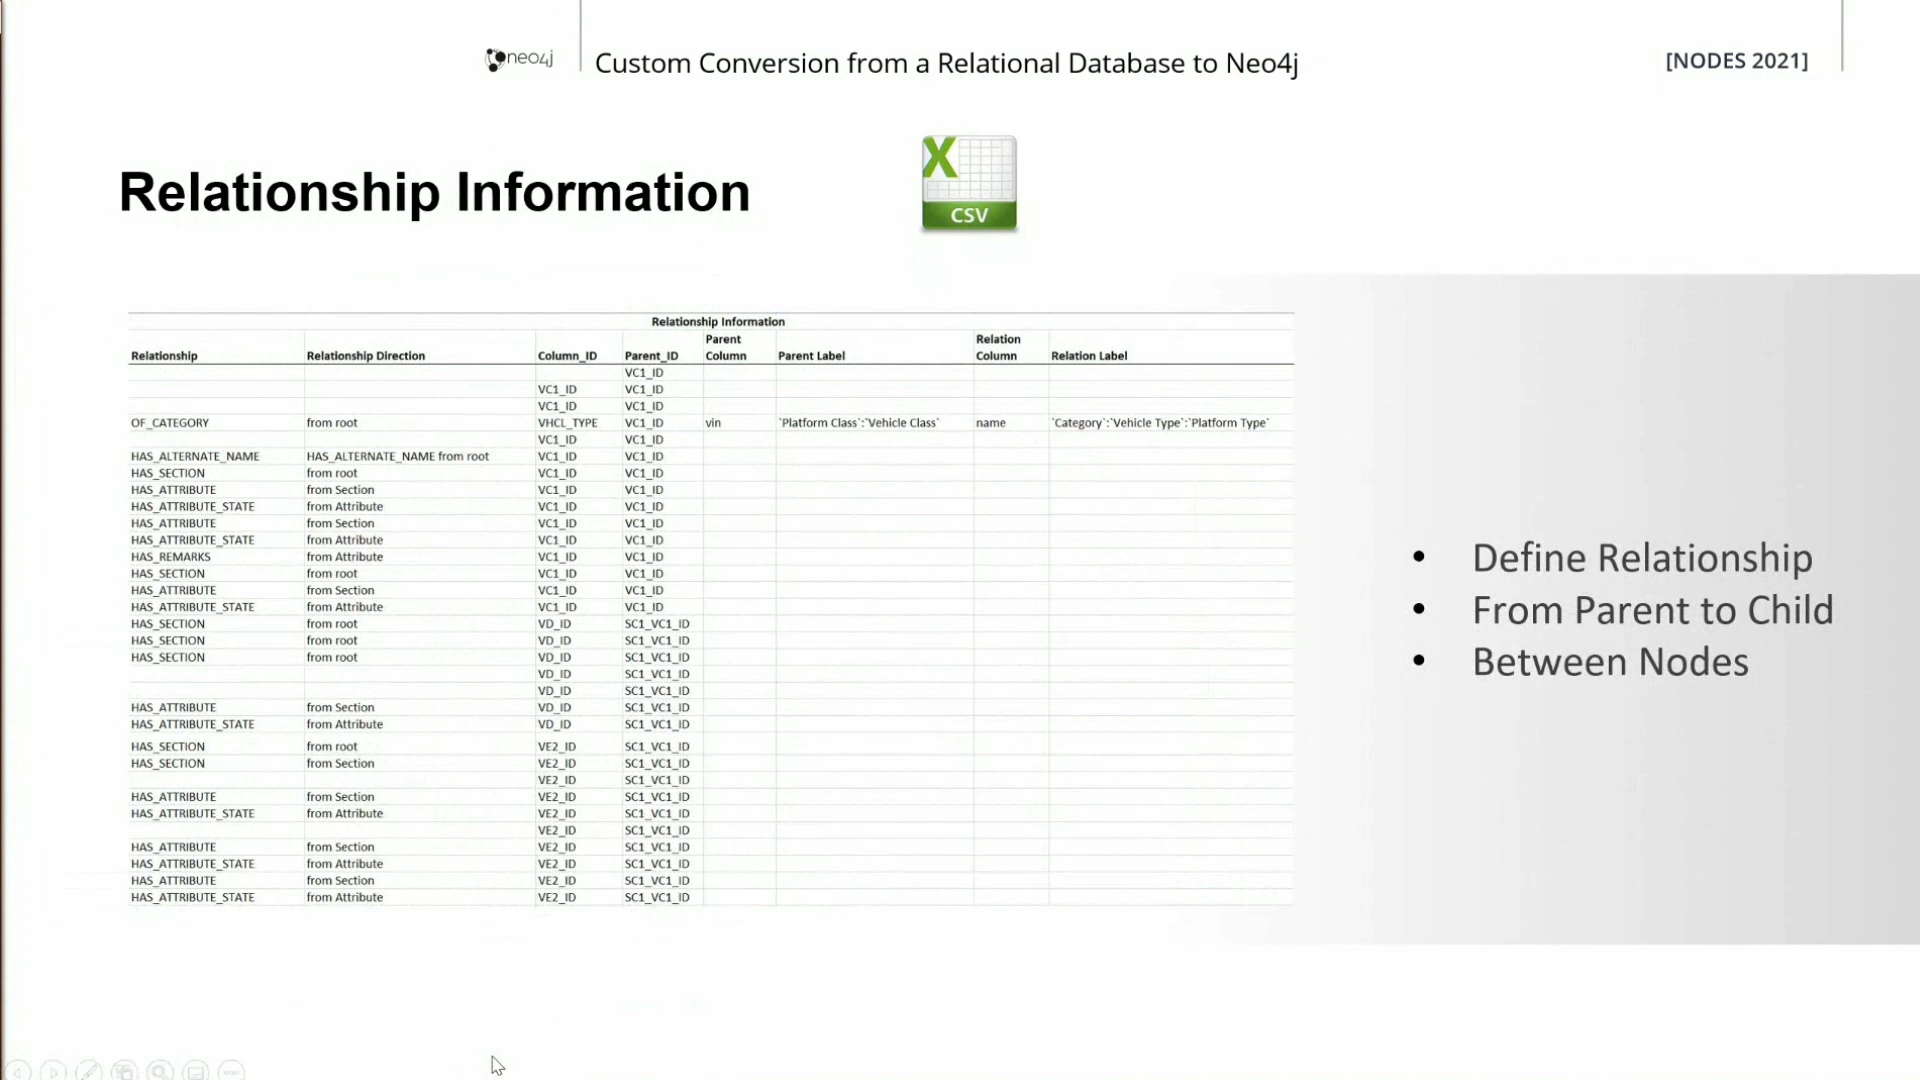 neo4j
Custom Conversion from a Relational Database to Neo4j
[NODES 2021]
Relationship Information
X
CSV
Relationship Information
Relationship Relationship Direction Column_ID Parent_ID Parent Column Parent Label Relation Column Relation Label
VC1_ID
VC1_ID VC1_ID
VC1_ID VC1_ID
OF_CATEGORY from root VHCL_TYPE VC1_ID vin `Platform Class`:`Vehicle Class` name `Category`:`Vehicle Type`:`Platform Type`
VC1_ID VC1_ID
HAS_ALTERNATE_NAME HAS_ALTERNATE_NAME from root VC1_ID VC1_ID
HAS_SECTION from root VC1_ID VC1_ID
HAS_ATTRIBUTE from Section VC1_ID VC1_ID
HAS_ATTRIBUTE_STATE from Attribute VC1_ID VC1_ID
HAS_ATTRIBUTE from Section VC1_ID VC1_ID
HAS_ATTRIBUTE_STATE from Attribute VC1_ID VC1_ID
HAS_REMARKS from Attribute VC1_ID VC1_ID
HAS_SECTION from root VC1_ID VC1_ID
HAS_ATTRIBUTE from Section VC1_ID VC1_ID
HAS_ATTRIBUTE_STATE from Attribute VC1_ID VC1_ID
HAS_SECTION from root VD_ID SC1_VC1_ID
HAS_SECTION from root VD_ID SC1_VC1_ID
HAS_SECTION from root VD_ID SC1_VC1_ID
VD_ID SC1_VC1_ID
VD_ID SC1_VC1_ID
HAS_ATTRIBUTE from Section VD_ID SC1_VC1_ID
HAS_ATTRIBUTE_STATE from Attribute VD_ID SC1_VC1_ID
HAS_SECTION from root VE2_ID SC1_VC1_ID
HAS_SECTION from Section VE2_ID SC1_VC1_ID
VE2_ID SC1_VC1_ID
HAS_ATTRIBUTE from Section VE2_ID SC1_VC1_ID
HAS_ATTRIBUTE_STATE from Attribute VE2_ID SC1_VC1_ID
VE2_ID SC1_VC1_ID
HAS_ATTRIBUTE from Section VE2_ID SC1_VC1_ID
HAS_ATTRIBUTE_STATE from Attribute VE2_ID SC1_VC1_ID
HAS_ATTRIBUTE from Section VE2_ID SC1_VC1_ID
HAS_ATTRIBUTE_STATE from Attribute VE2_ID SC1_VC1_ID
• Define Relationship
• From Parent to Child
• Between Nodes